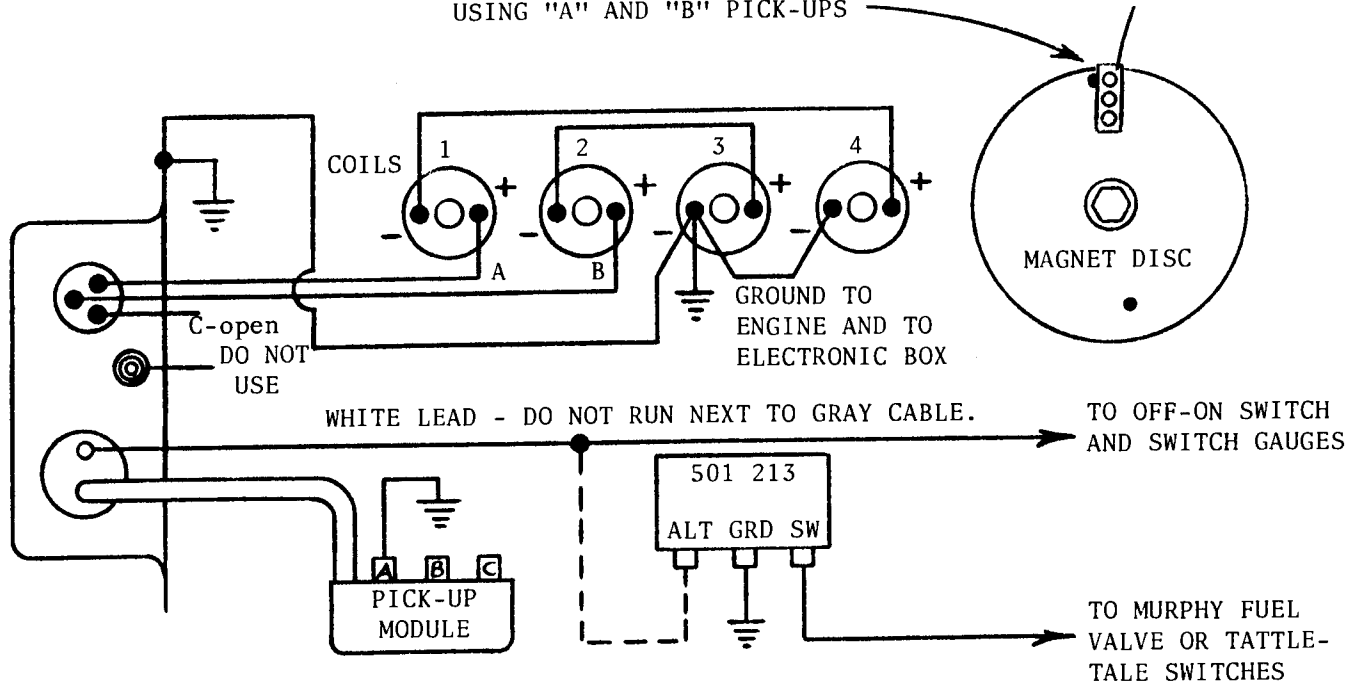 USING "A" AND "B" PICK-UPS
COILS
1
2
3
4
+
+
+
+
-
-
-
-
A
B
MAGNET DISC
GROUND TO
ENGINE AND TO
ELECTRONIC BOX
C-open
DO NOT
USE
WHITE LEAD - DO NOT RUN NEXT TO GRAY CABLE.
TO OFF-ON SWITCH
AND SWITCH GAUGES
501 213
ALT GRD SW
A B C
PICK-UP
MODULE
TO MURPHY FUEL
VALVE OR TATTLE-
TALE SWITCHES